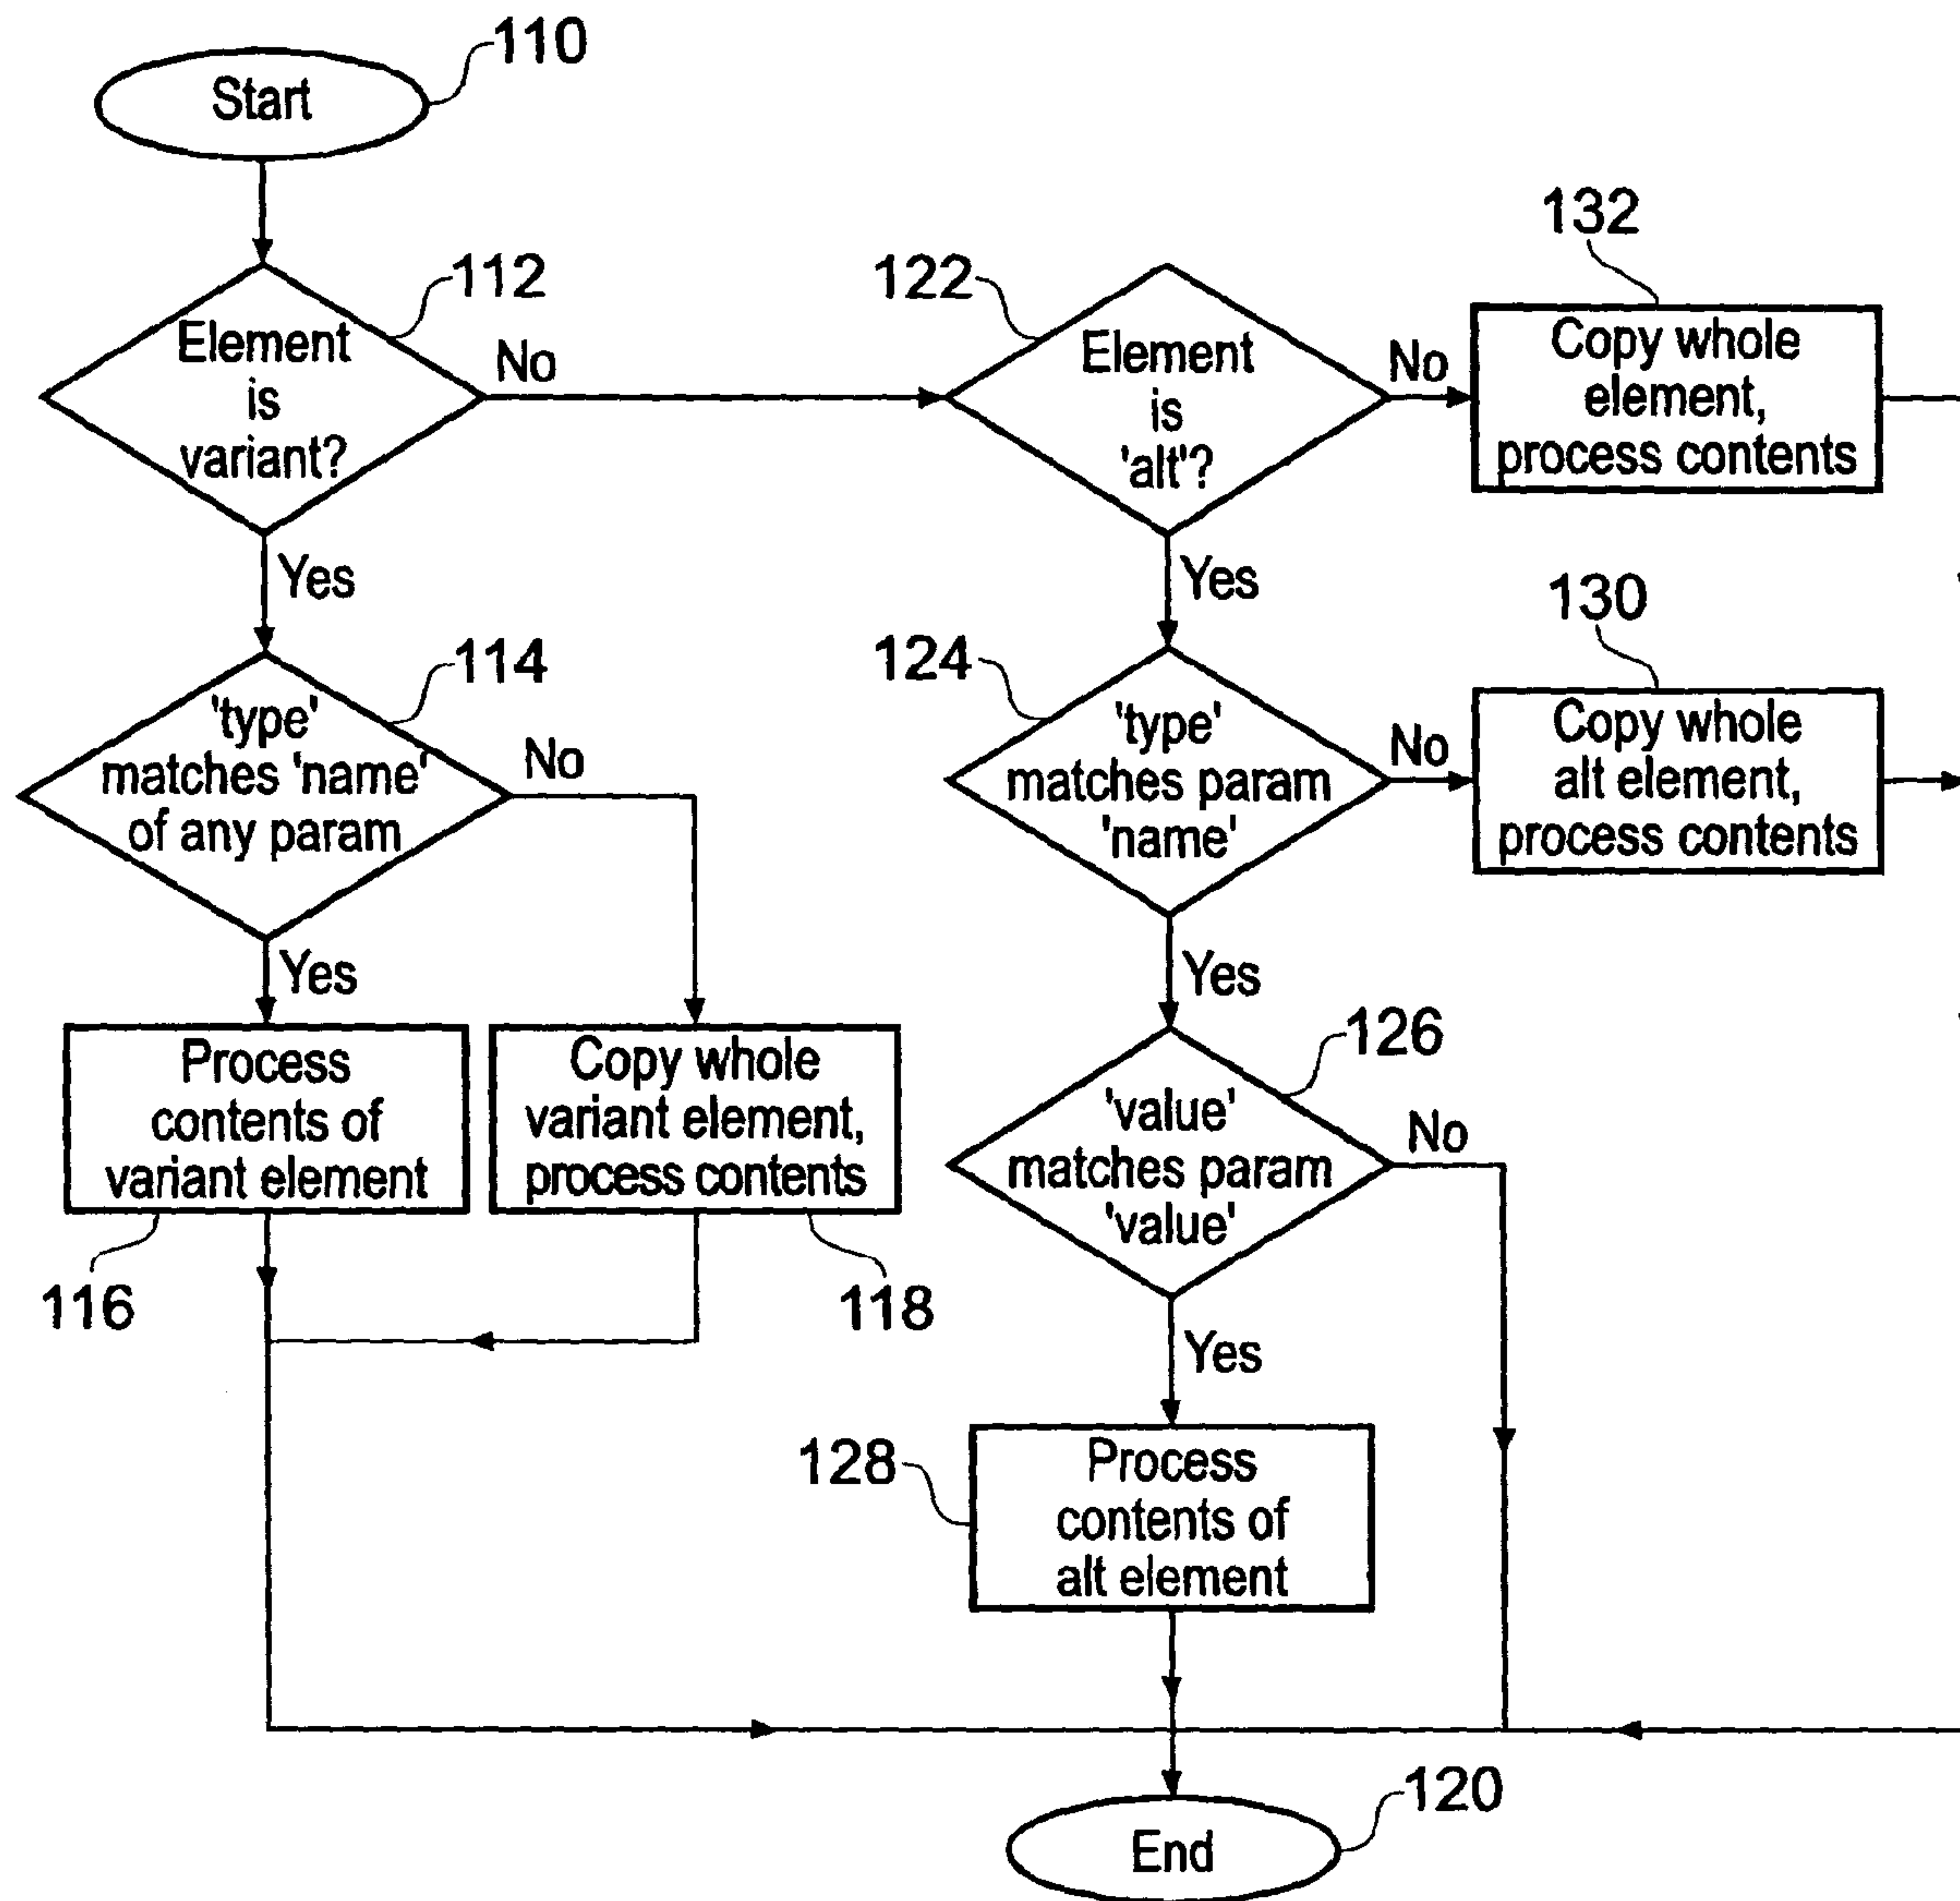 110
Start
112
Element
is
variant?
No
Yes
122
Element
is
'alt'?
No
Yes
132
Copy whole
element,
process contents
114
'type'
matches 'name'
of any param
No
Yes
124
'type'
matches param
'name'
No
Yes
130
Copy whole
alt element,
process contents
Process
contents of
variant element
116
Copy whole
variant element,
process contents
118
126
'value'
matches param
'value'
No
Yes
128
Process
contents of
alt element
120
End